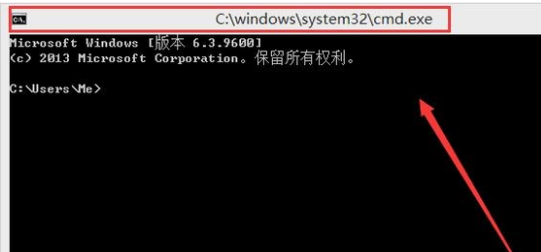 C:\windows\system32\cmd.exe
Microsoft Windows [版本 6.3.9600]
(c) 2013 Microsoft Corporation。保留所有权利。
C:\Users\Me>